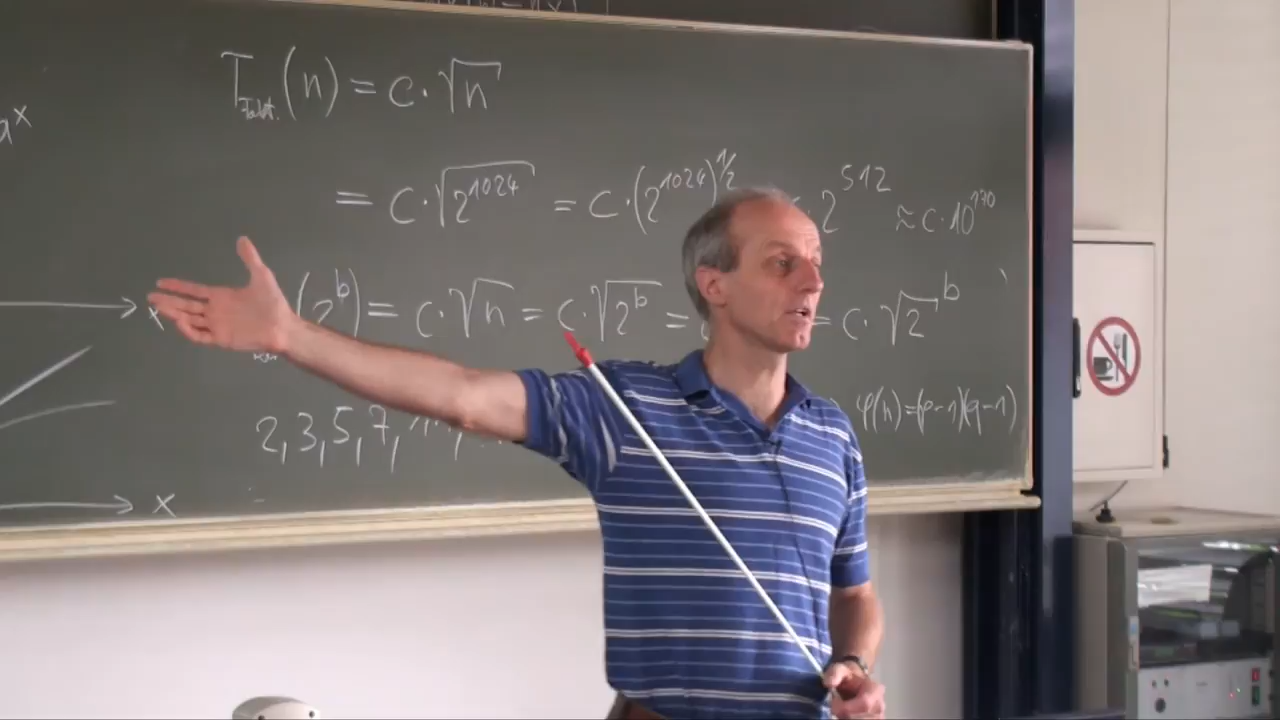 a^x
T_Fakt.(n) = c·√n
= c·√(2^1024) = c·(2^1024)^1/2 · 2^512 ≈ c·10^170
x
(2^b) = c·√n = c·√(2^b) = = c·√2^b
2, 3, 5, 7, 11, φ(n)=(p-1)(q-1)
x